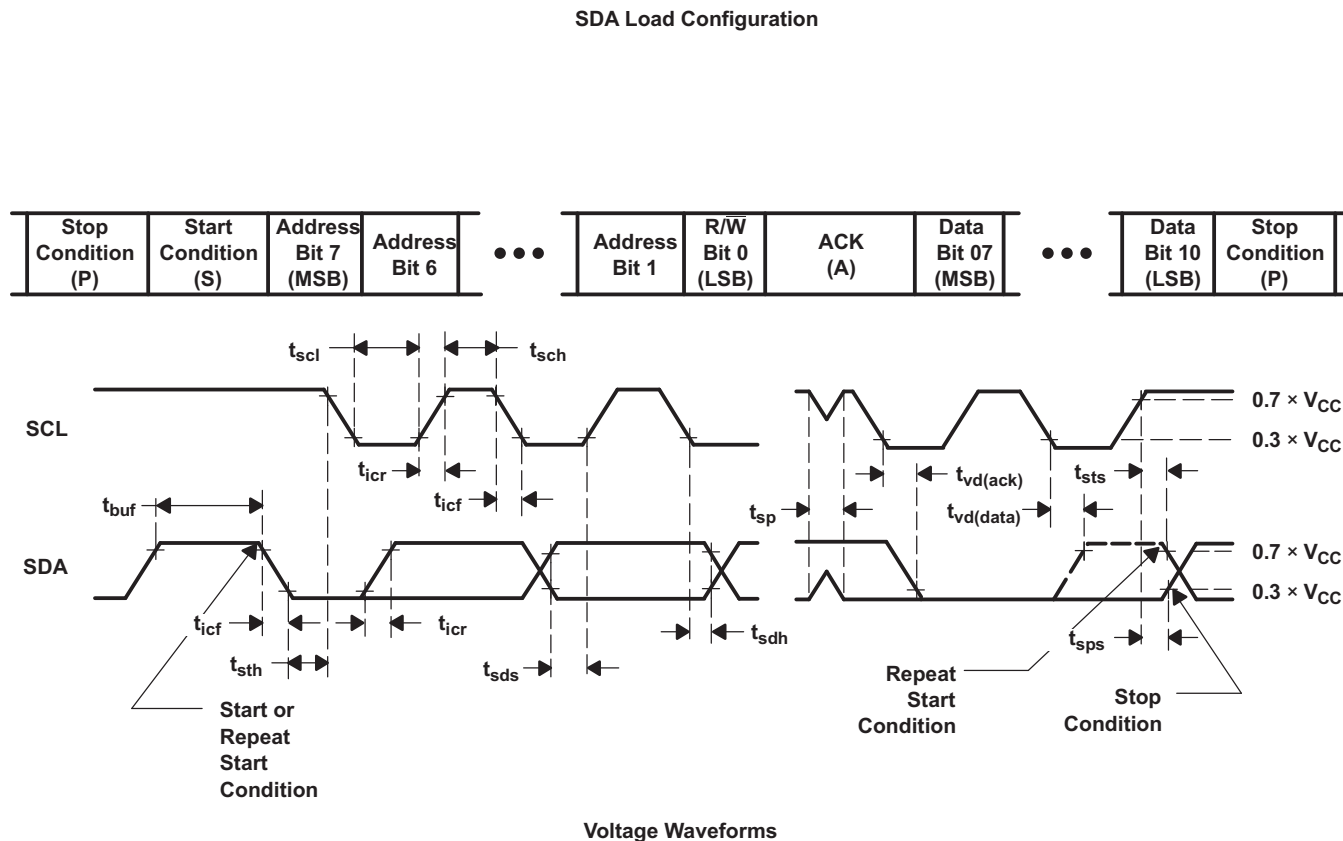 SDA Load Configuration
Stop
Condition
(P)
Start
Condition
(S)
Address
Bit 7
(MSB)
Address
Bit 6
Address
Bit 1
R/W̅
Bit 0
(LSB)
ACK
(A)
Data
Bit 07
(MSB)
Data
Bit 10
(LSB)
Stop
Condition
(P)
tscl
tsch
SCL
0.7 × VCC
0.3 × VCC
ticr
ticf
tvd(ack)
tsts
tbuf
tsp
tvd(data)
SDA
0.7 × VCC
0.3 × VCC
ticf
ticr
tsdh
tsps
tsth
tsds
Start or
Repeat
Start
Condition
Repeat
Start
Condition
Stop
Condition
Voltage Waveforms